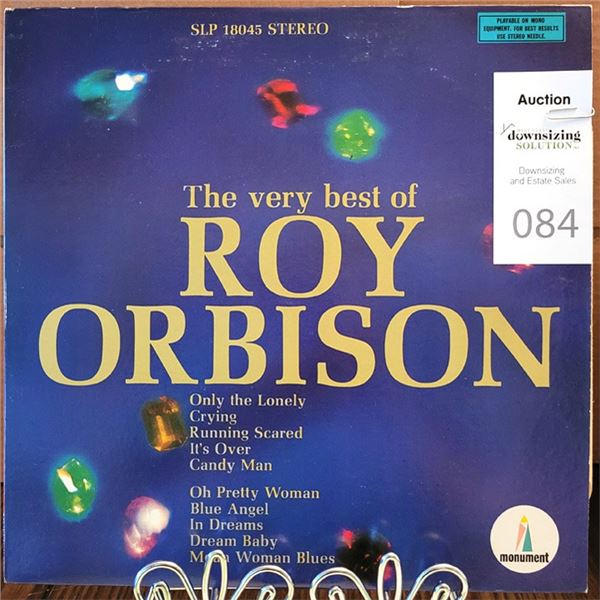 SLP 18045 STEREO
PLAYABLE ON MONO
EQUIPMENT. FOR BEST RESULTS
USE STEREO NEEDLE.
Auction
downsizing
SOLUTIONS
Downsizing
and Estate Sales
084
The very best of
ROY
ORBISON
Only the Lonely
Crying
Running Scared
It's Over
Candy Man
Oh Pretty Woman
Blue Angel
In Dreams
Dream Baby
Mean Woman Blues
monument